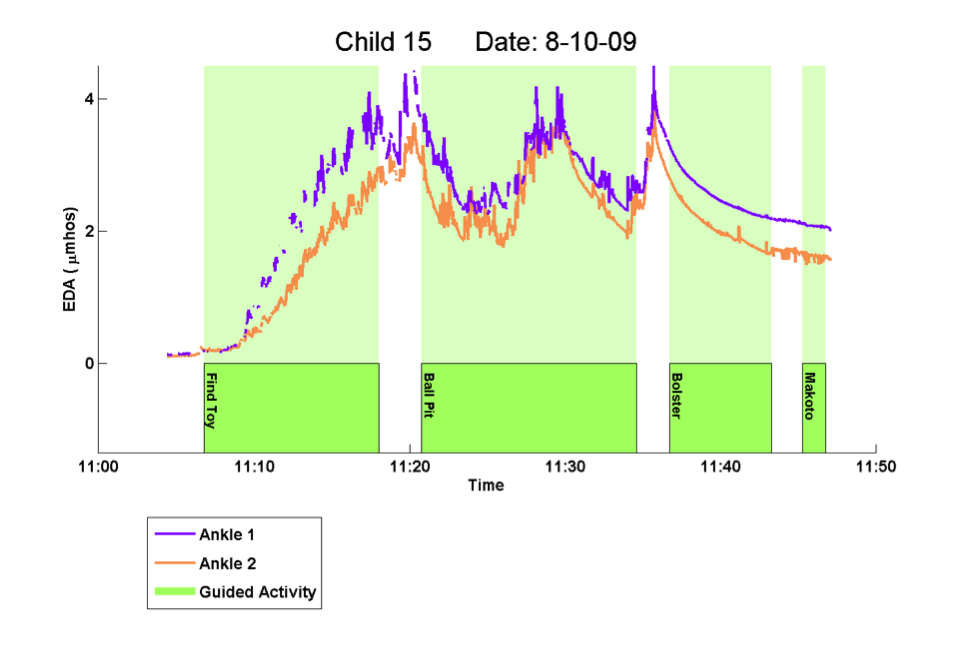 Child 15 Date: 8-10-09
4
2
0
EDA ( μmhos)
Find Toy
Ball Pit
Bolster
Makoto
11:00 11:10 11:20 11:30 11:40 11:50
Time
Ankle 1
Ankle 2
Guided Activity